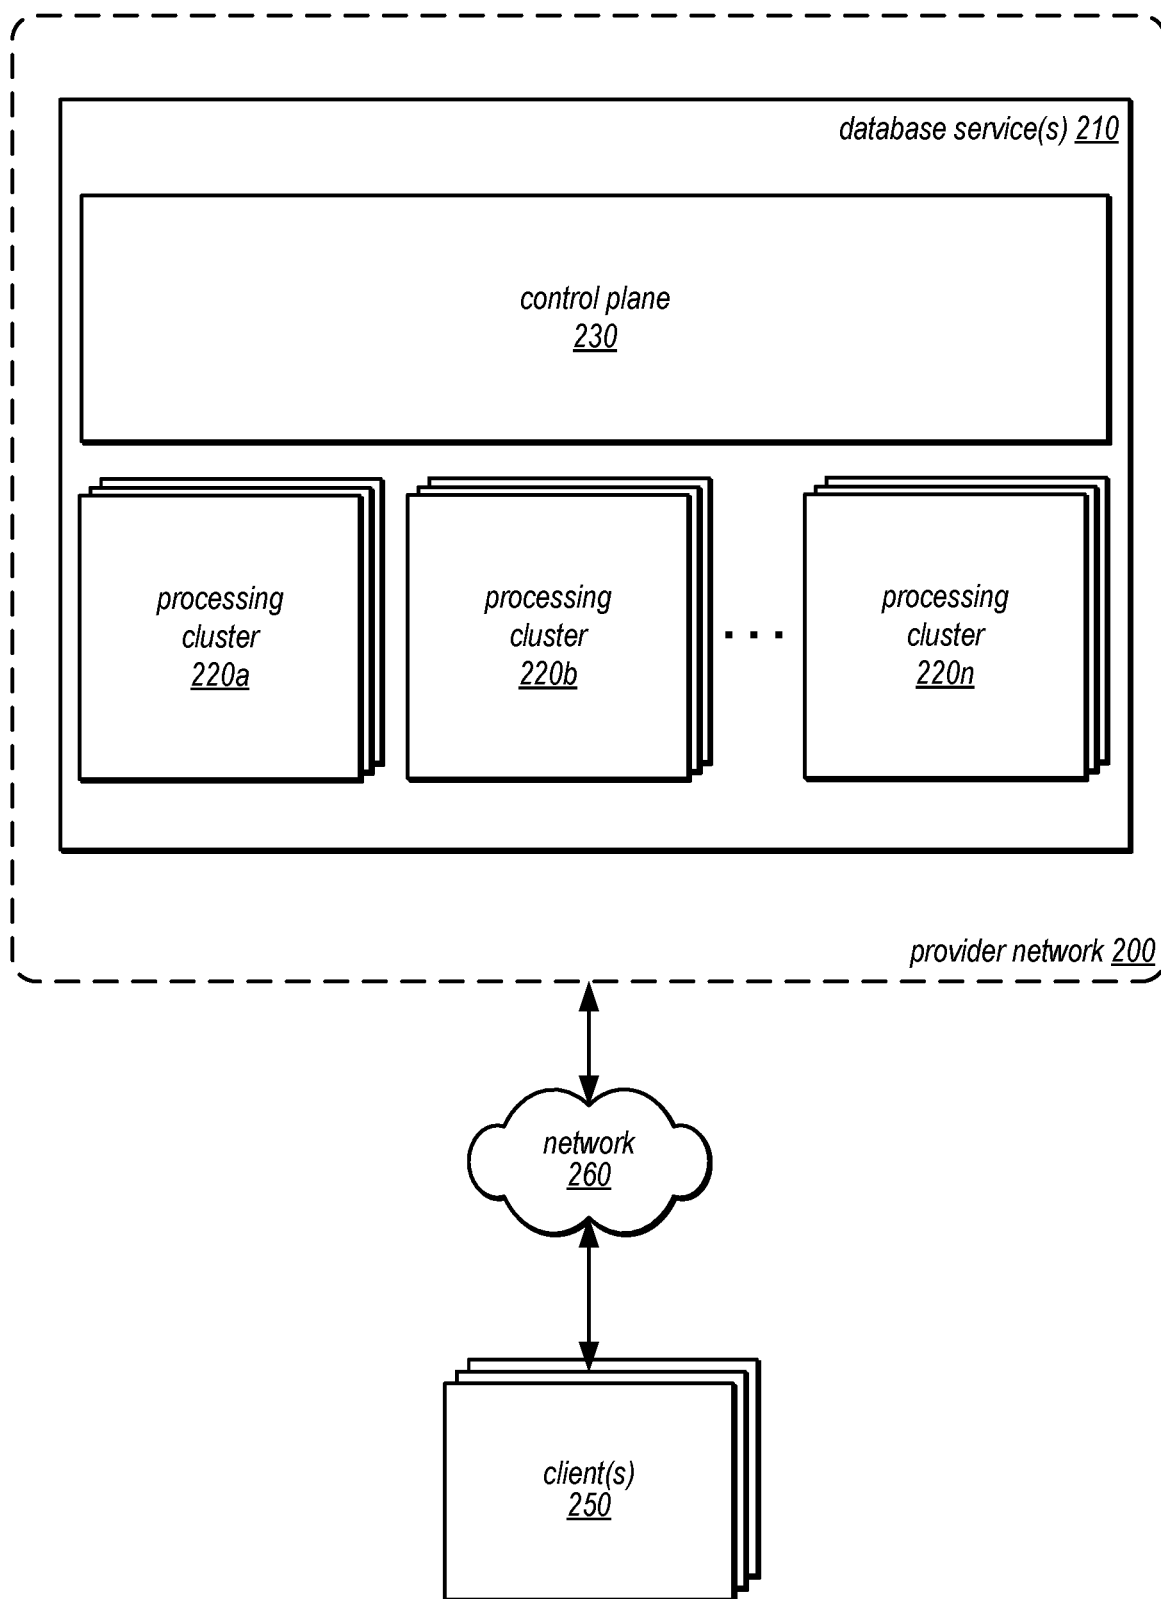 database service(s) 210
control plane
230
processing
cluster
220a
processing
cluster
220b
. . .
processing
cluster
220n
provider network 200
network
260
client(s)
250